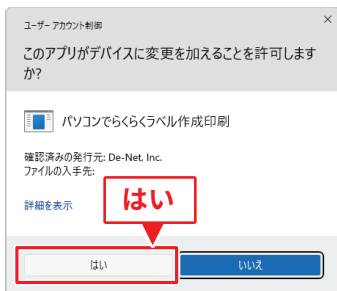 ユーザー アカウント制御
×
このアプリがデバイスに変更を加えることを許可します
か?
パソコンでらくらくラベル作成印刷
確認済みの発行元: De-Net, Inc.
ファイルの入手先:
詳細を表示
はい
はい
いいえ